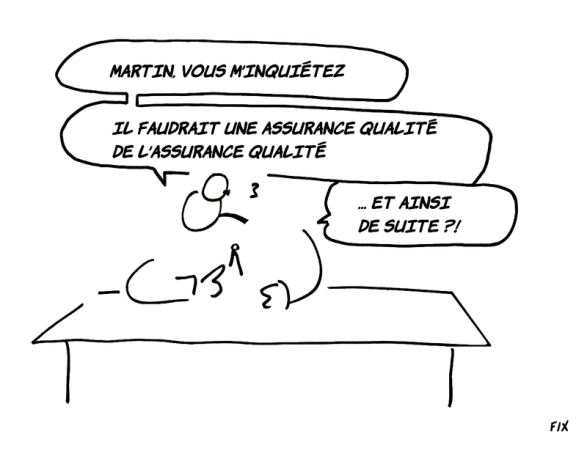 MARTIN, VOUS M'INQUIÉTEZ
IL FAUDRAIT UNE ASSURANCE QUALITÉ
DE L'ASSURANCE QUALITÉ
... ET AINSI
DE SUITE ?!
FIX